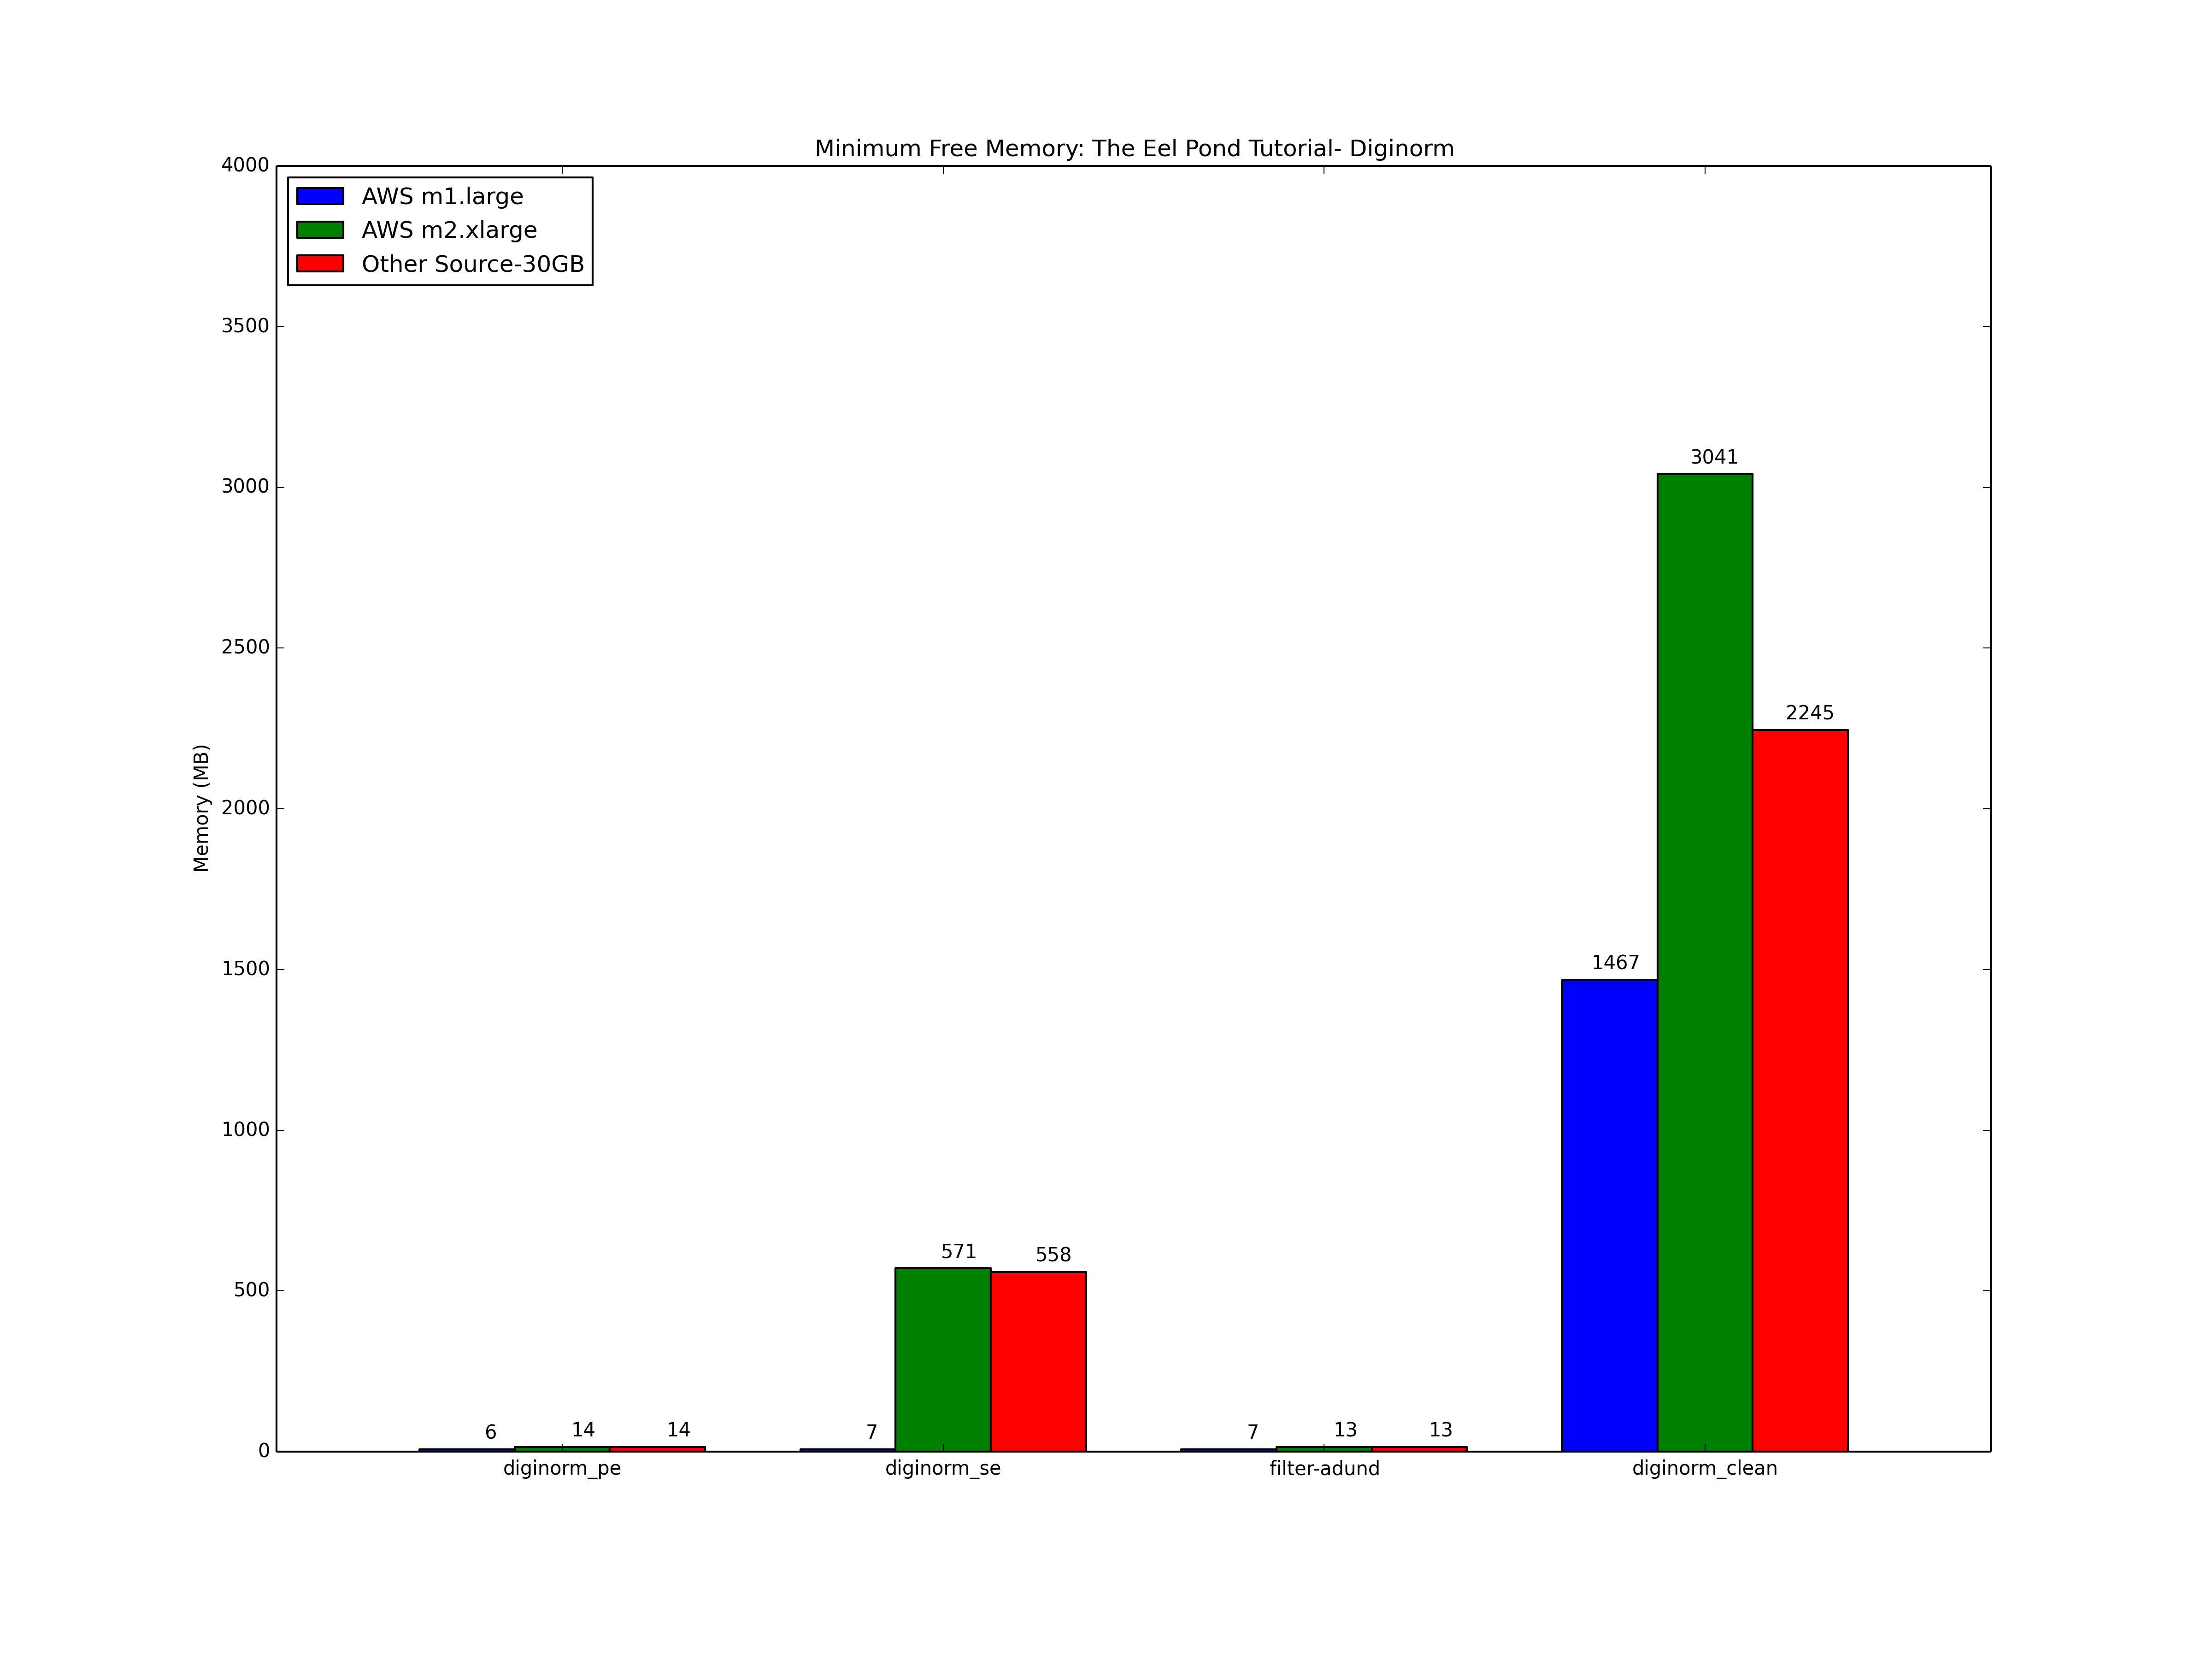 Minimum Free Memory: The Eel Pond Tutorial- Diginorm
4000
3500
3000
2500
2000
1500
1000
500
0
Memory (MB)
AWS m1.large
AWS m2.xlarge
Other Source-30GB
6
14
14
7
571
558
7
13
13
1467
3041
2245
diginorm_pe
diginorm_se
filter-adund
diginorm_clean